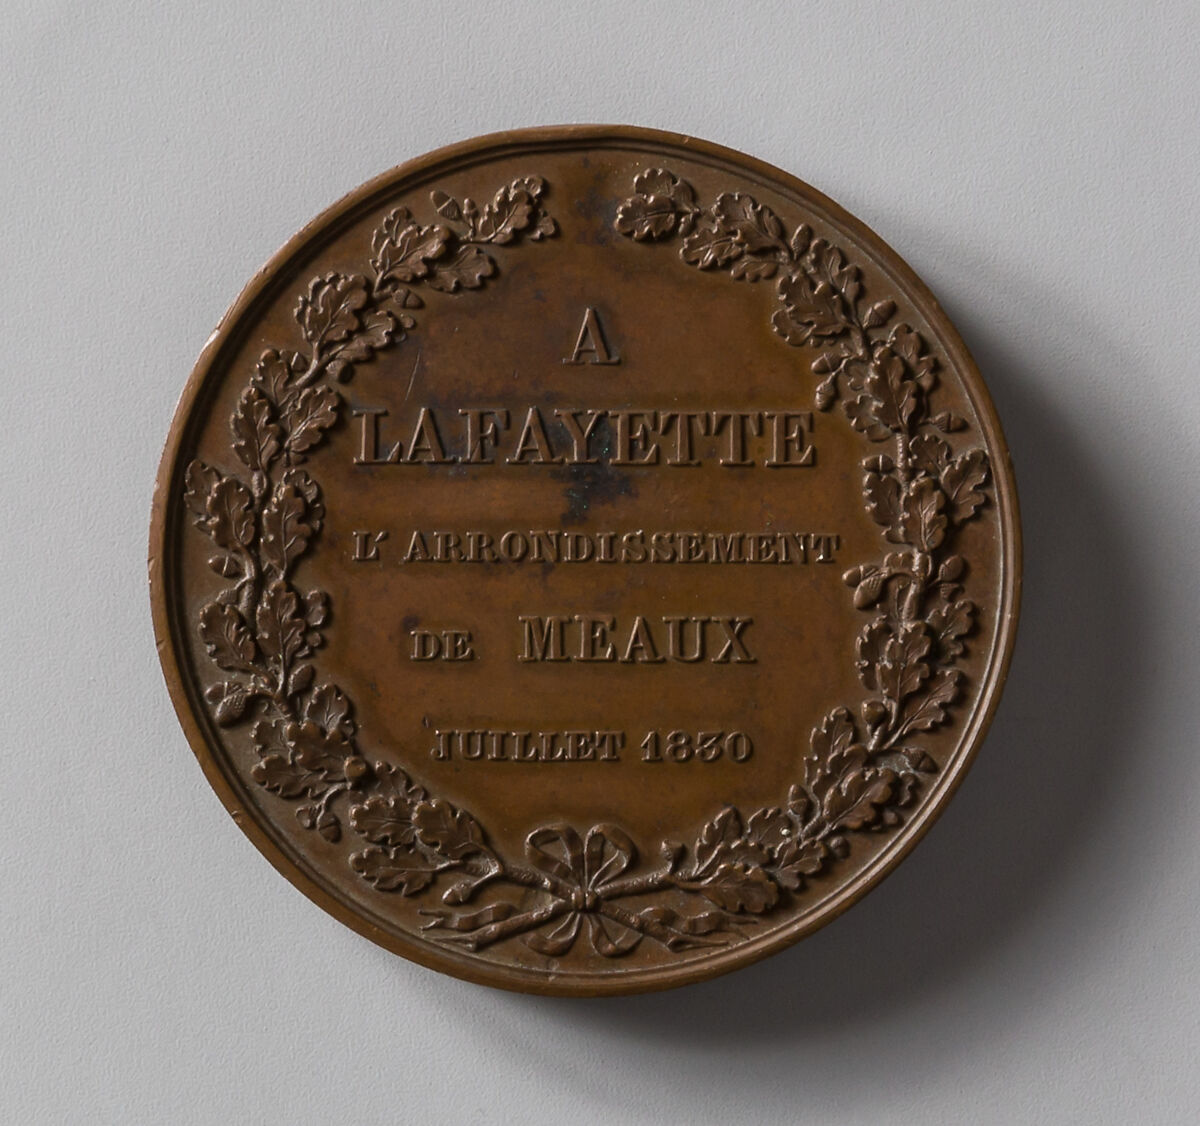 A
LAFAYETTE
L' ARRONDISSEMENT
DE MEAUX
JUILLET 1830